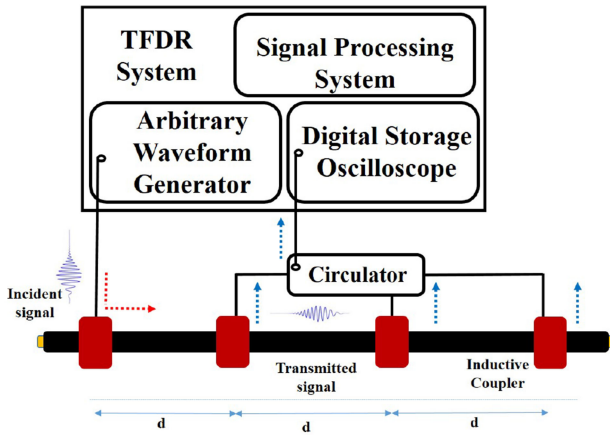 TFDR
System
Signal Processing
System
Arbitrary
Waveform
Generator
Digital Storage
Oscilloscope
Circulator
Incident
signal
Transmitted
signal
Inductive
Coupler
d
d
d